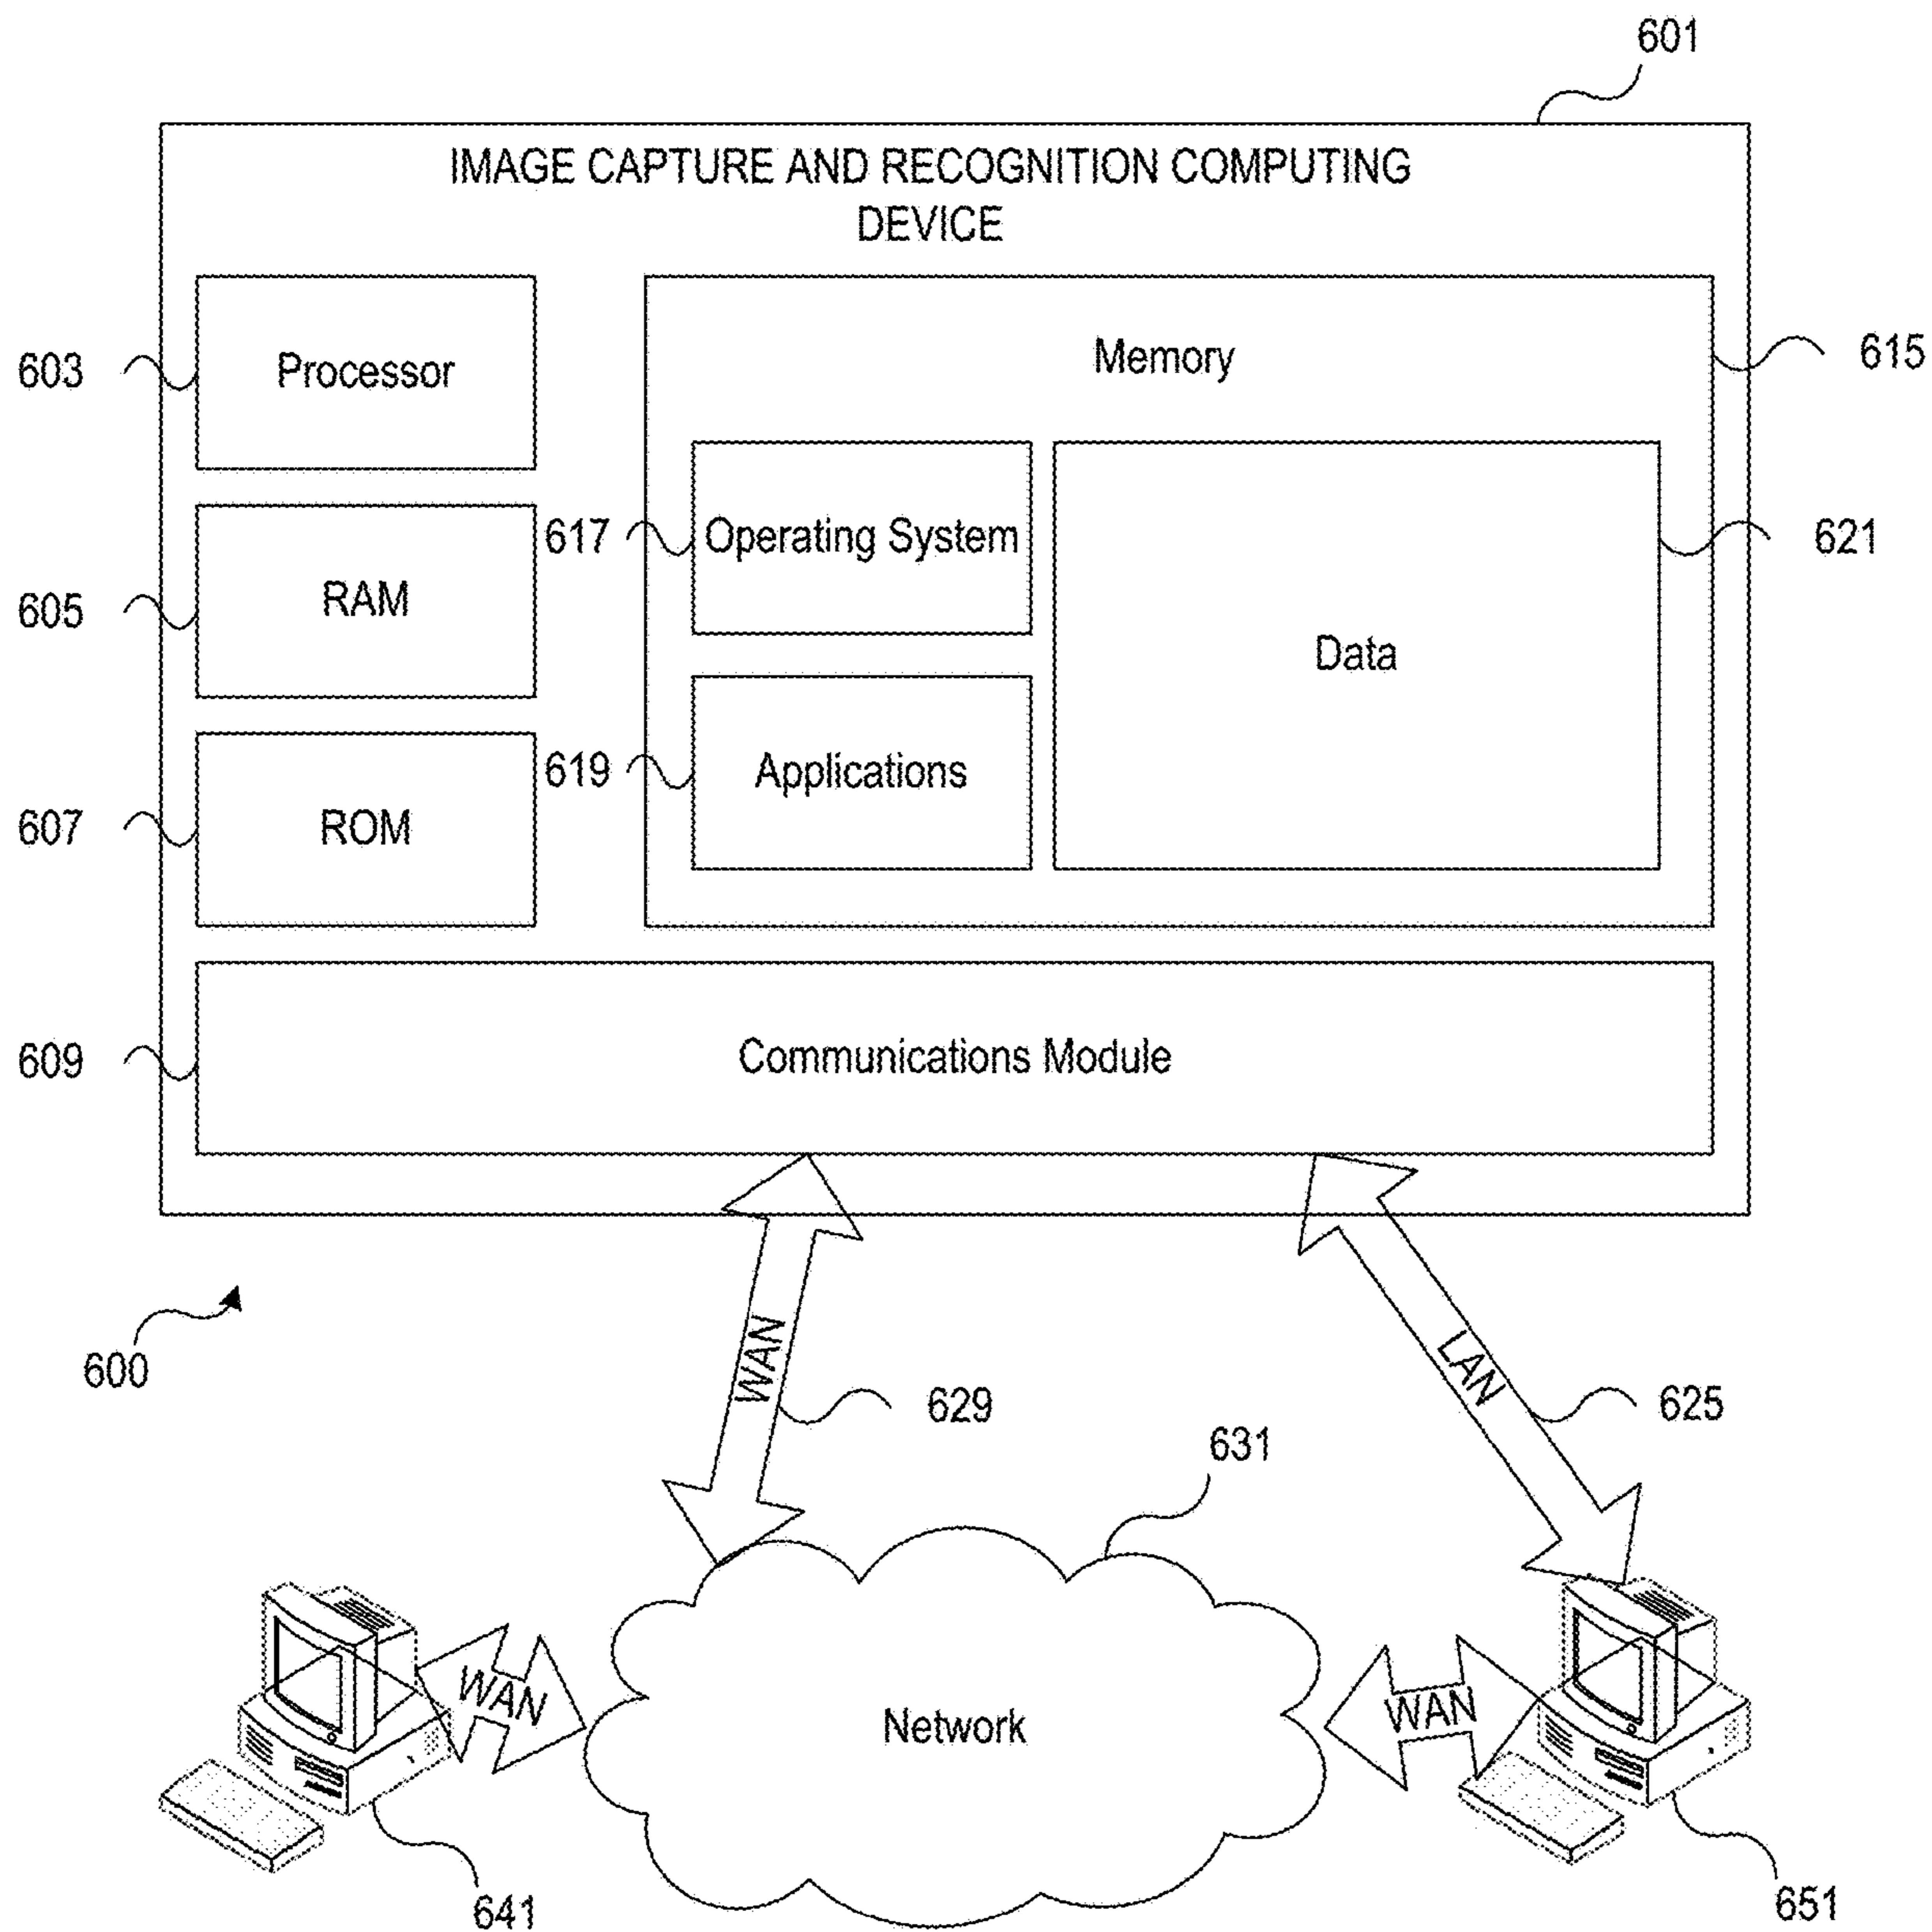 601
IMAGE CAPTURE AND RECOGNITION COMPUTING
DEVICE
603
Processor
Memory
615
617
Operating System
621
605
RAM
Data
619
Applications
607
ROM
609
Communications Module
WAN
LAN
600
629
625
631
WAN
Network
WAN
641
651